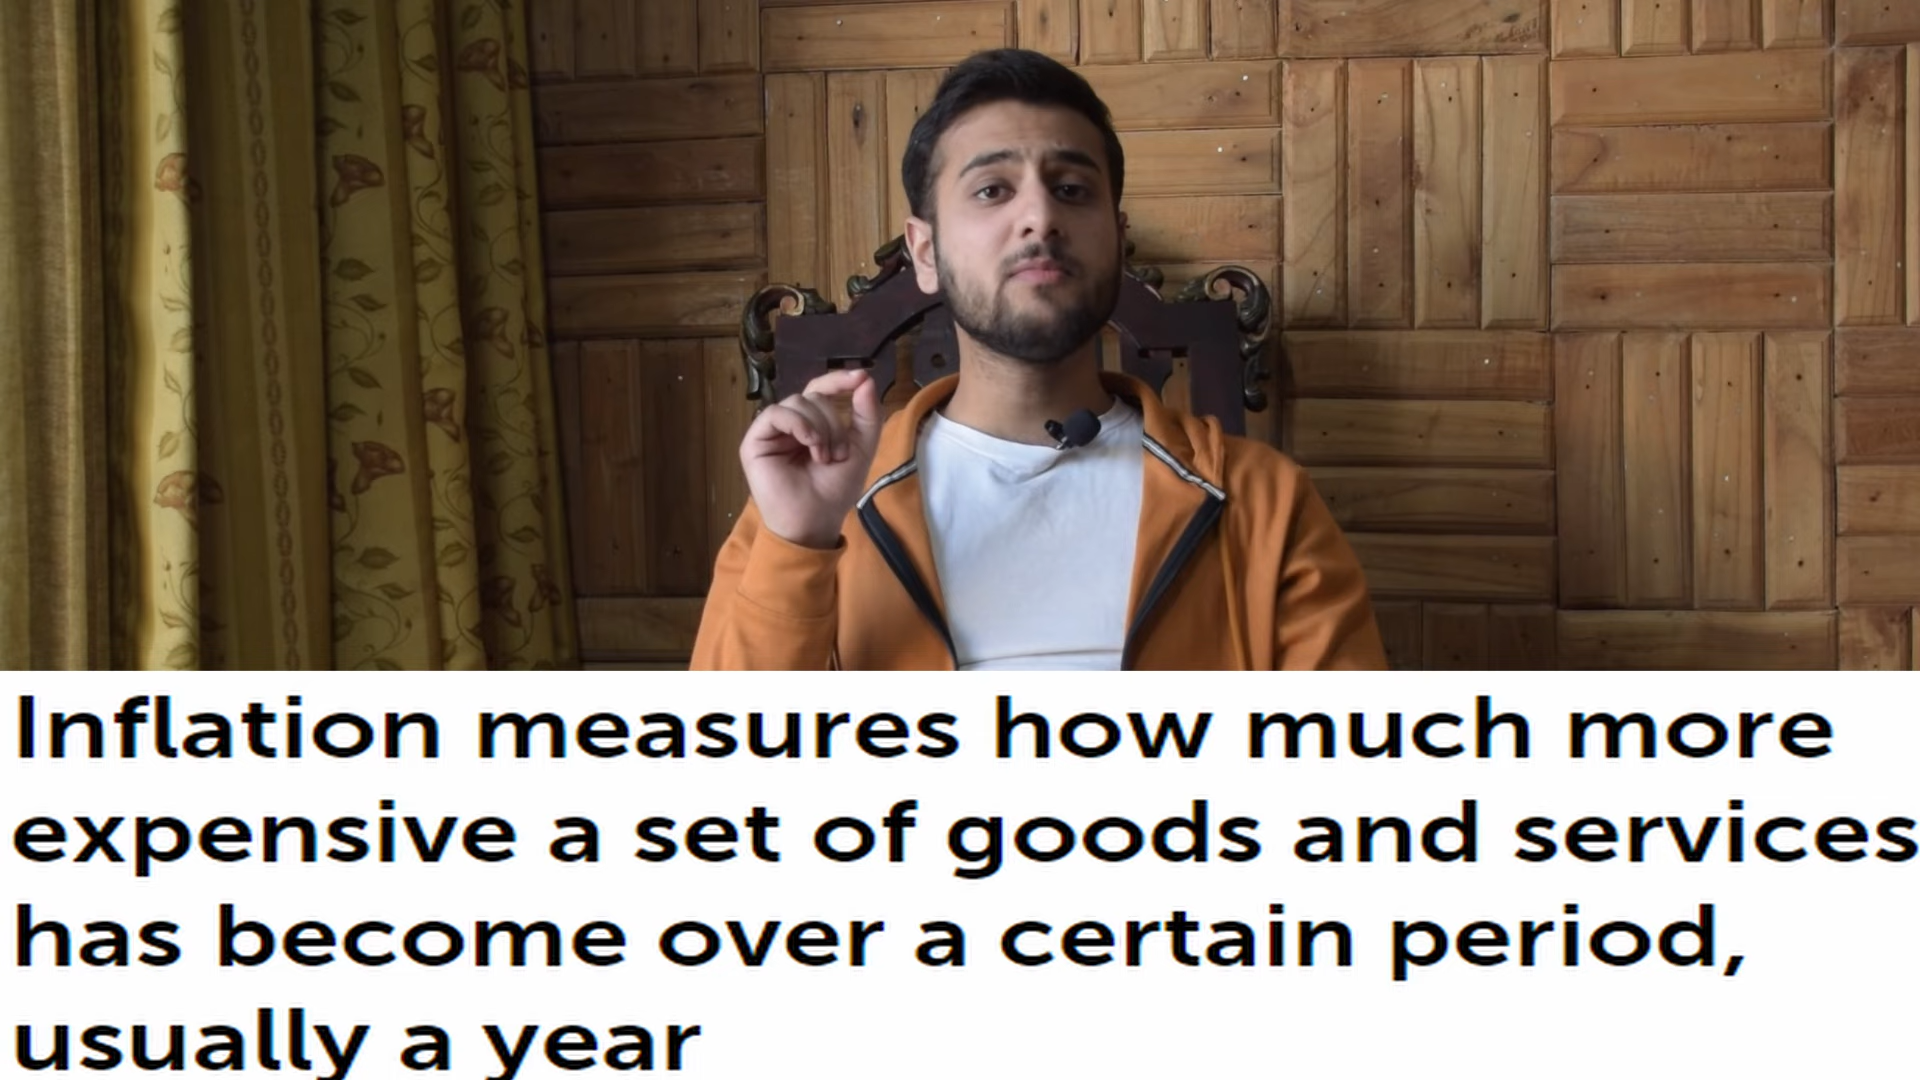 Inflation measures how much more
expensive a set of goods and services
has become over a certain period,
usually a year